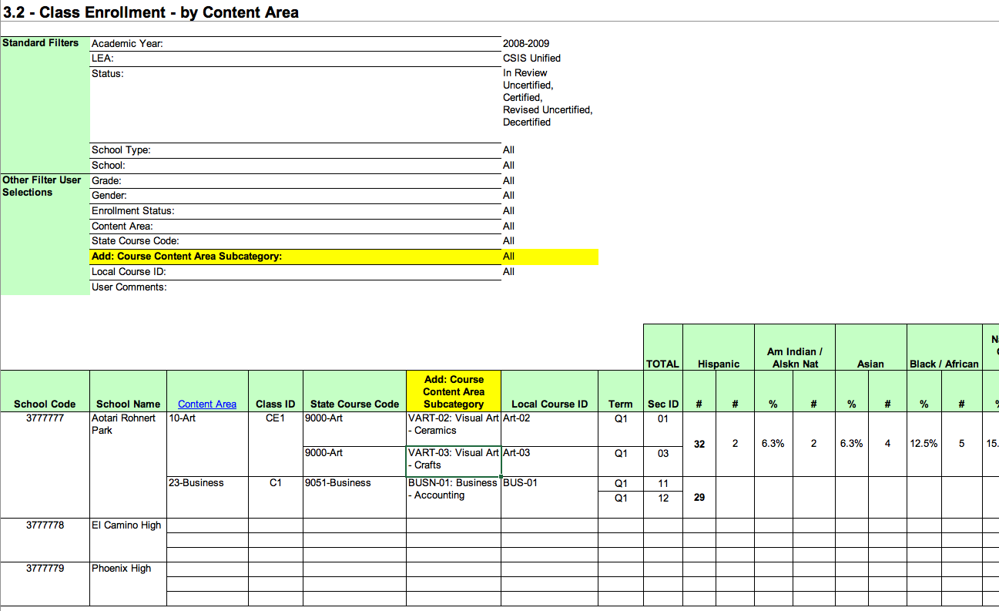 3.2 - Class Enrollment - by Content Area
Standard Filters Academic Year: 2008-2009
LEA: CSIS Unified
Status: In Review
Uncertified,
Certified,
Revised Uncertified,
Decertified
School Type: All
School: All
Other Filter User Selections Grade: All
Gender: All
Enrollment Status: All
Content Area: All
State Course Code: All
Add: Course Content Area Subcategory: All
Local Course ID: All
User Comments:
TOTAL Hispanic Am Indian / Alskn Nat Asian Black / African
School Code School Name Content Area Class ID State Course Code Add: Course Content Area Subcategory Local Course ID Term Sec ID # # % # % # % #
3777777 Aotari Rohnert Park 10-Art CE1 9000-Art VART-02: Visual Art - Ceramics Art-02 Q1 01
32 2 6.3% 2 6.3% 4 12.5% 5 15.
9000-Art VART-03: Visual Art - Crafts Art-03 Q1 03
23-Business C1 9051-Business BUSN-01: Business - Accounting BUS-01 Q1 11
Q1 12 29
3777778 El Camino High
3777779 Phoenix High